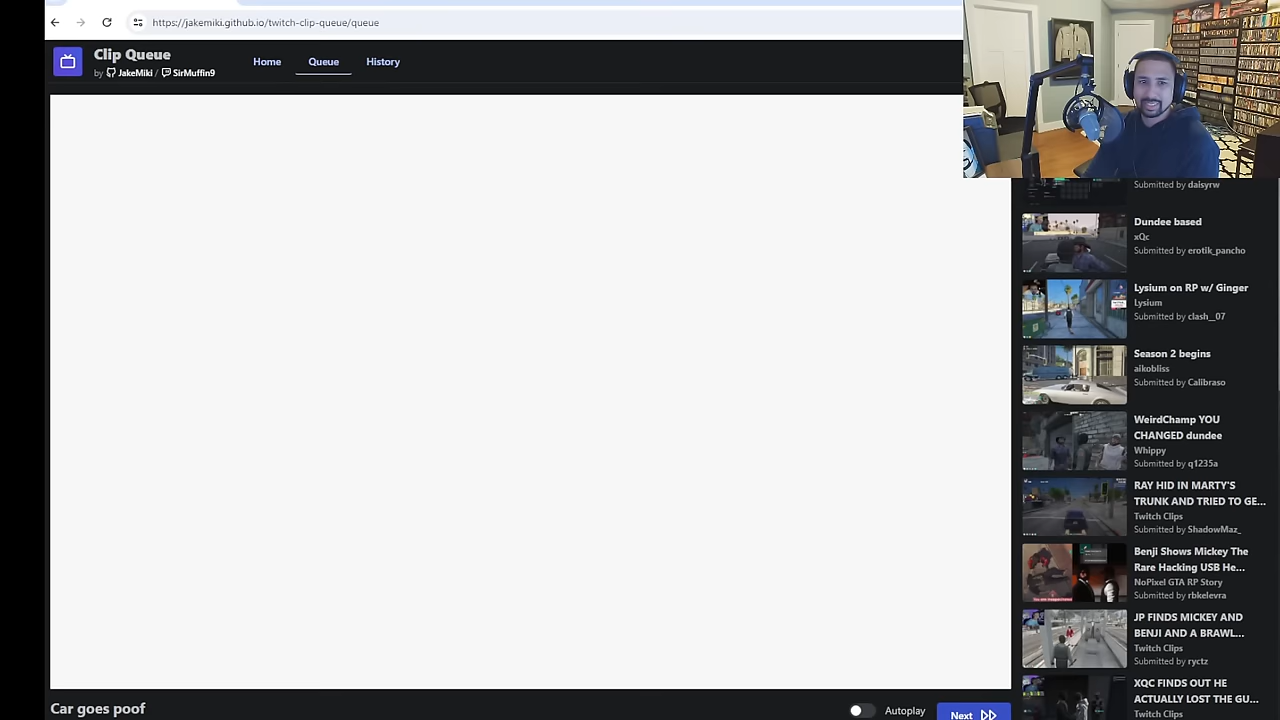 https://jakemiki.github.io/twitch-clip-queue/queue
Clip Queue
by JakeMiki / SirMuffin9
Home
Queue
History
Submitted by daisyrw
Dundee based
xQc
Submitted by erotik_pancho
Lysium on RP w/ Ginger
Lysium
Submitted by clash__07
Season 2 begins
aikobliss
Submitted by Calibraso
WeirdChamp YOU
CHANGED dundee
Whippy
Submitted by q1235a
RAY HID IN MARTY'S
TRUNK AND TRIED TO GE...
Twitch Clips
Submitted by ShadowMaz_
Benji Shows Mickey The
Rare Hacking USB He...
NoPixel GTA RP Story
Submitted by rbkelevra
JP FINDS MICKEY AND
BENJI AND A BRAWL...
Twitch Clips
Submitted by ryctz
XQC FINDS OUT HE
ACTUALLY LOST THE GU...
Twitch Clips
Car goes poof
Autoplay
Next